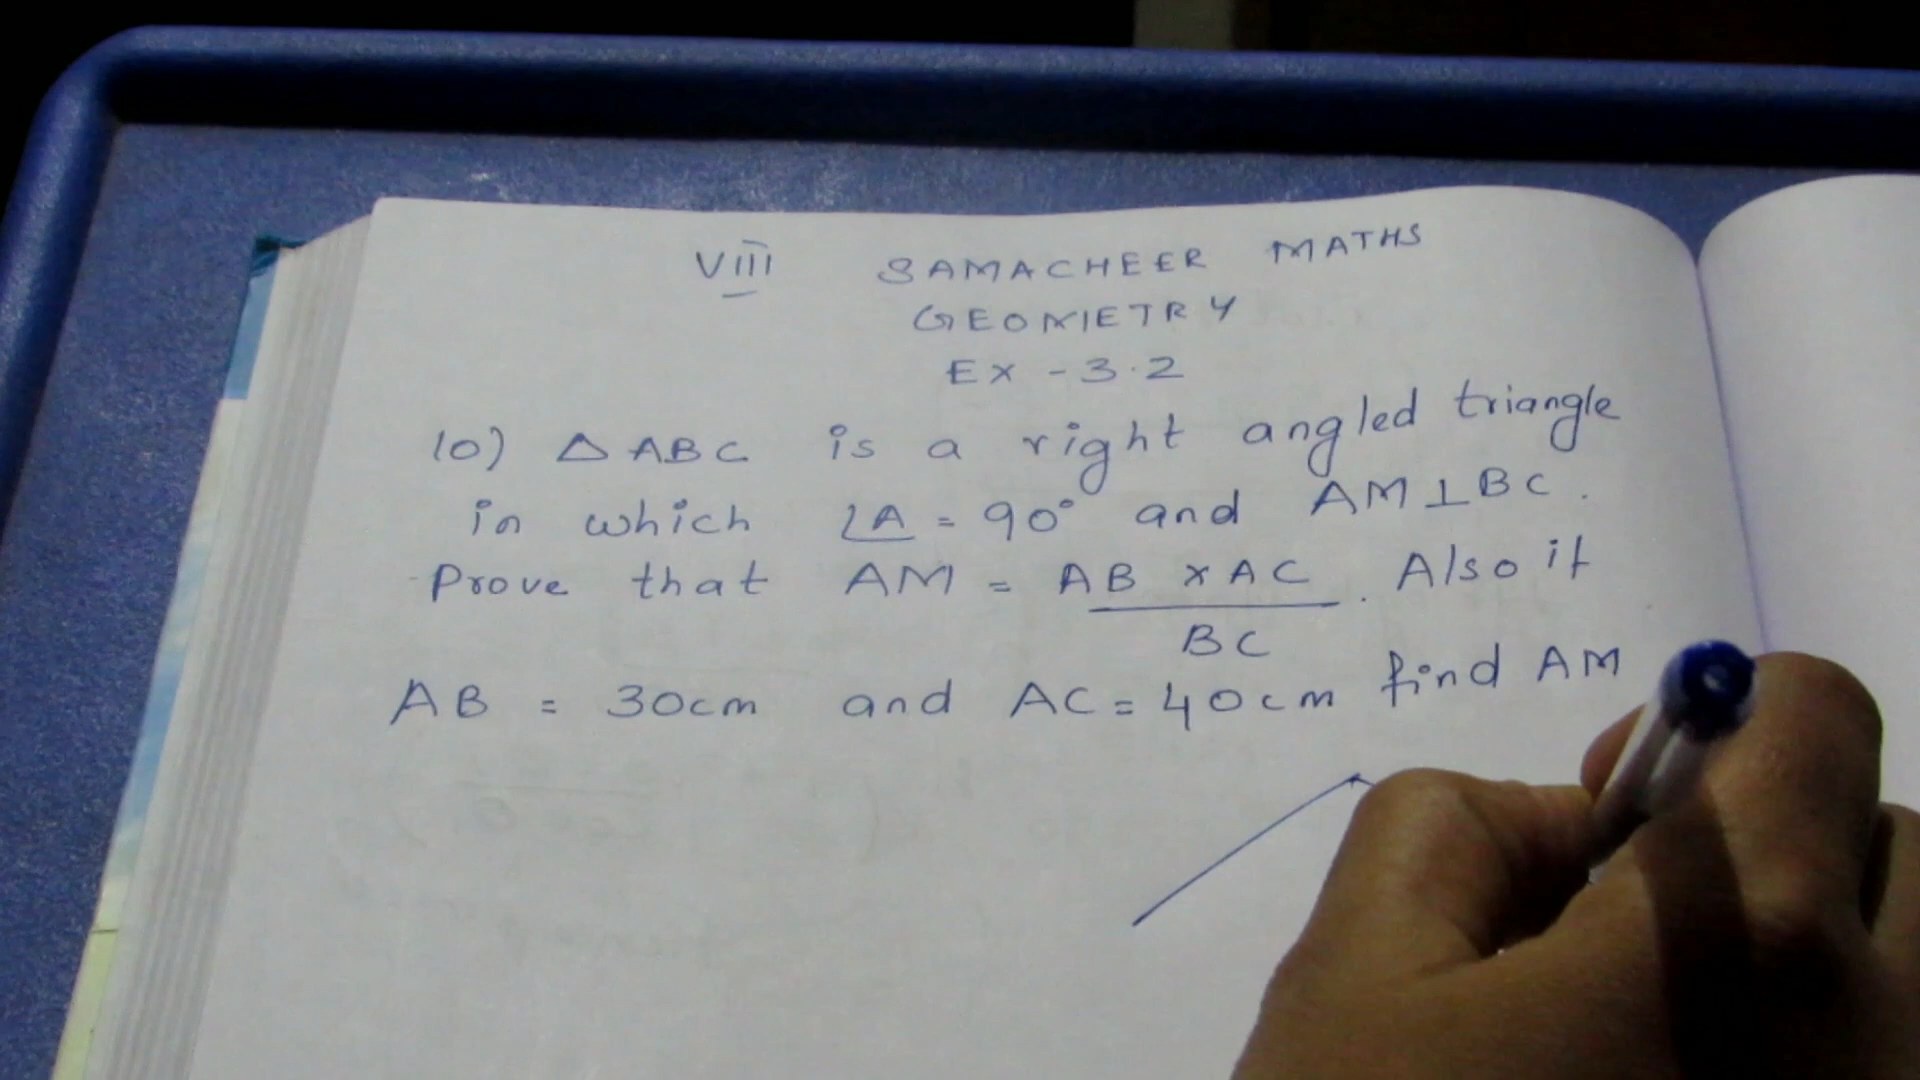 VIII SAMACHEER MATHS
GEOMETRY
EX - 3.2
10) △ ABC is a right angled triangle
in which ∠A = 90° and AM⊥BC.
Prove that AM = AB x AC . Also if
BC
AB = 30cm and AC = 40cm find AM